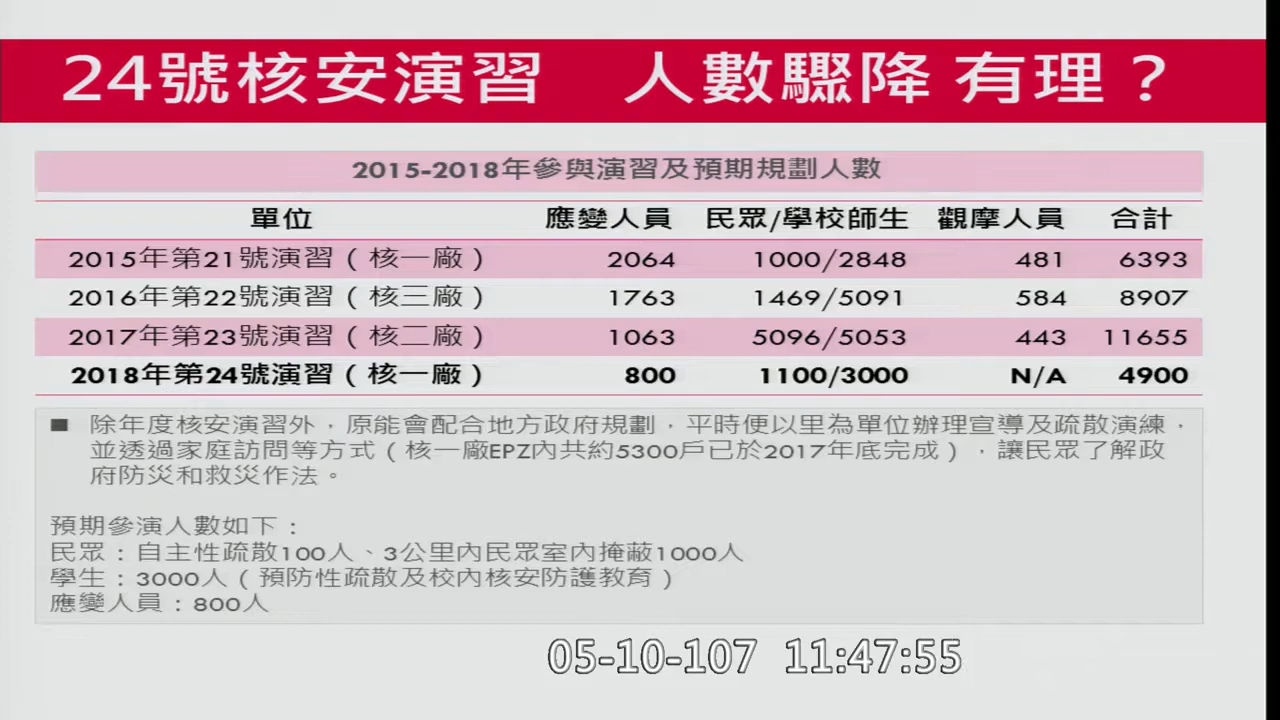 24號核安演習 人數驟降 有理？
2015-2018年參與演習及預期規劃人數
單位 應變人員 民眾/學校師生 觀摩人員 合計
2015年第21號演習（核一廠） 2064 1000/2848 481 6393
2016年第22號演習（核三廠） 1763 1469/5091 584 8907
2017年第23號演習（核二廠） 1063 5096/5053 443 11655
2018年第24號演習（核一廠） 800 1100/3000 N/A 4900
■ 除年度核安演習外，原能會配合地方政府規劃，平時便以里為單位辦理宣導及疏散演練，
並透過家庭訪問等方式（核一廠EPZ內共約5300戶已於2017年底完成），讓民眾了解政
府防災和救災作法。
預期參演人數如下：
民眾：自主性疏散100人、3公里內民眾室內掩蔽1000人
學生：3000人（預防性疏散及校內核安防護教育）
應變人員：800人
05-10-107 11:47:55